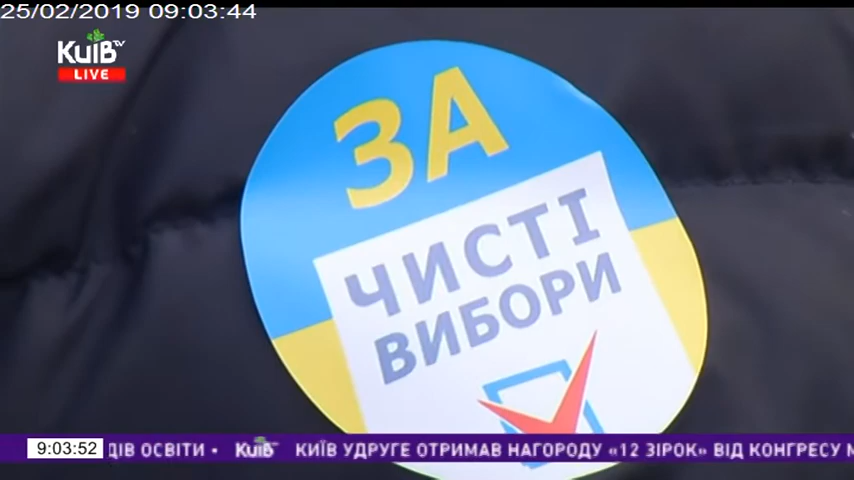 25/02/2019 09:03:44
КиїВ TV
LIVE
ЗА
ЧИСТІ
ВИБОРИ
9:03:52 ДІВ ОСВІТИ • КиїВ КИЇВ УДРУГЕ ОТРИМАВ НАГОРОДУ «12 ЗІРОК» ВІД КОНГРЕСУ